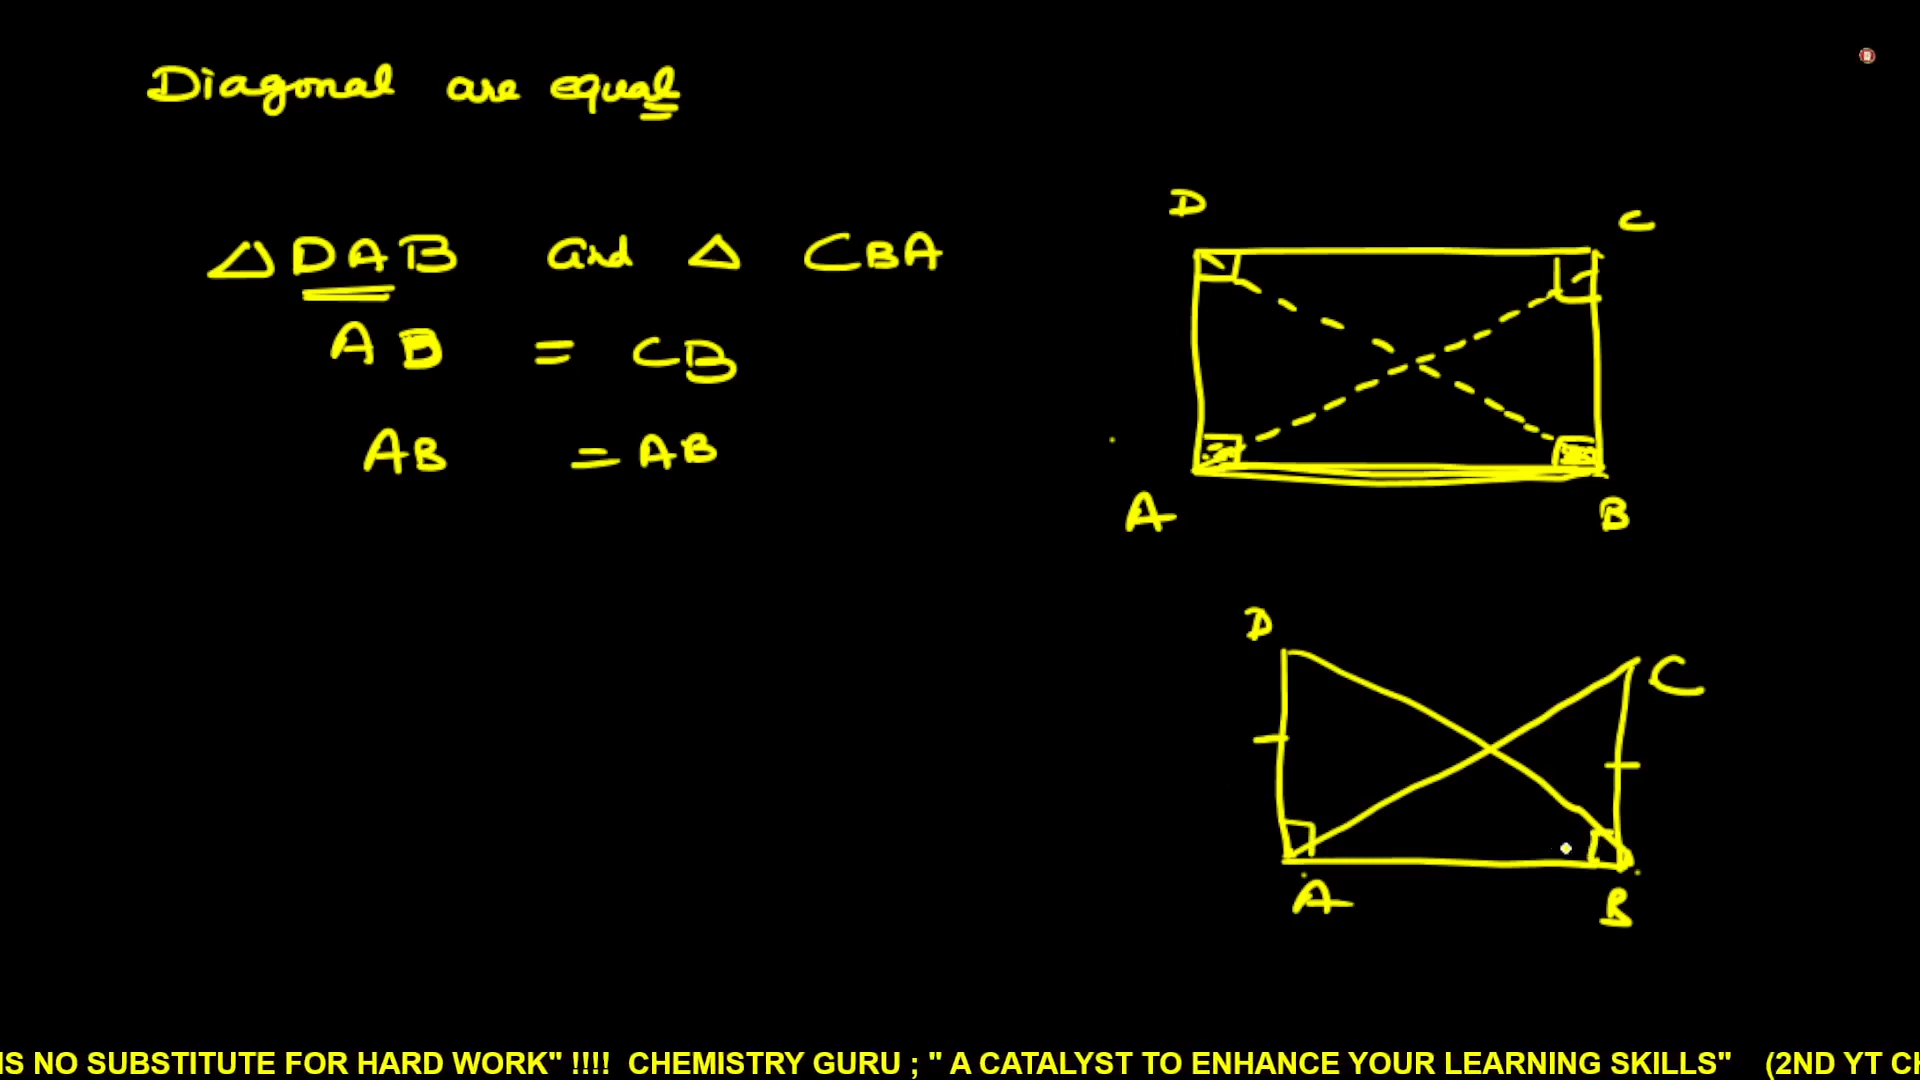 Diagonal are equal
D C
△ DAB and △ CBA
AB = CB
AB = AB
A B
D C
A B
IS NO SUBSTITUTE FOR HARD WORK" !!!! CHEMISTRY GURU ; " A CATALYST TO ENHANCE YOUR LEARNING SKILLS" (2ND YT CH